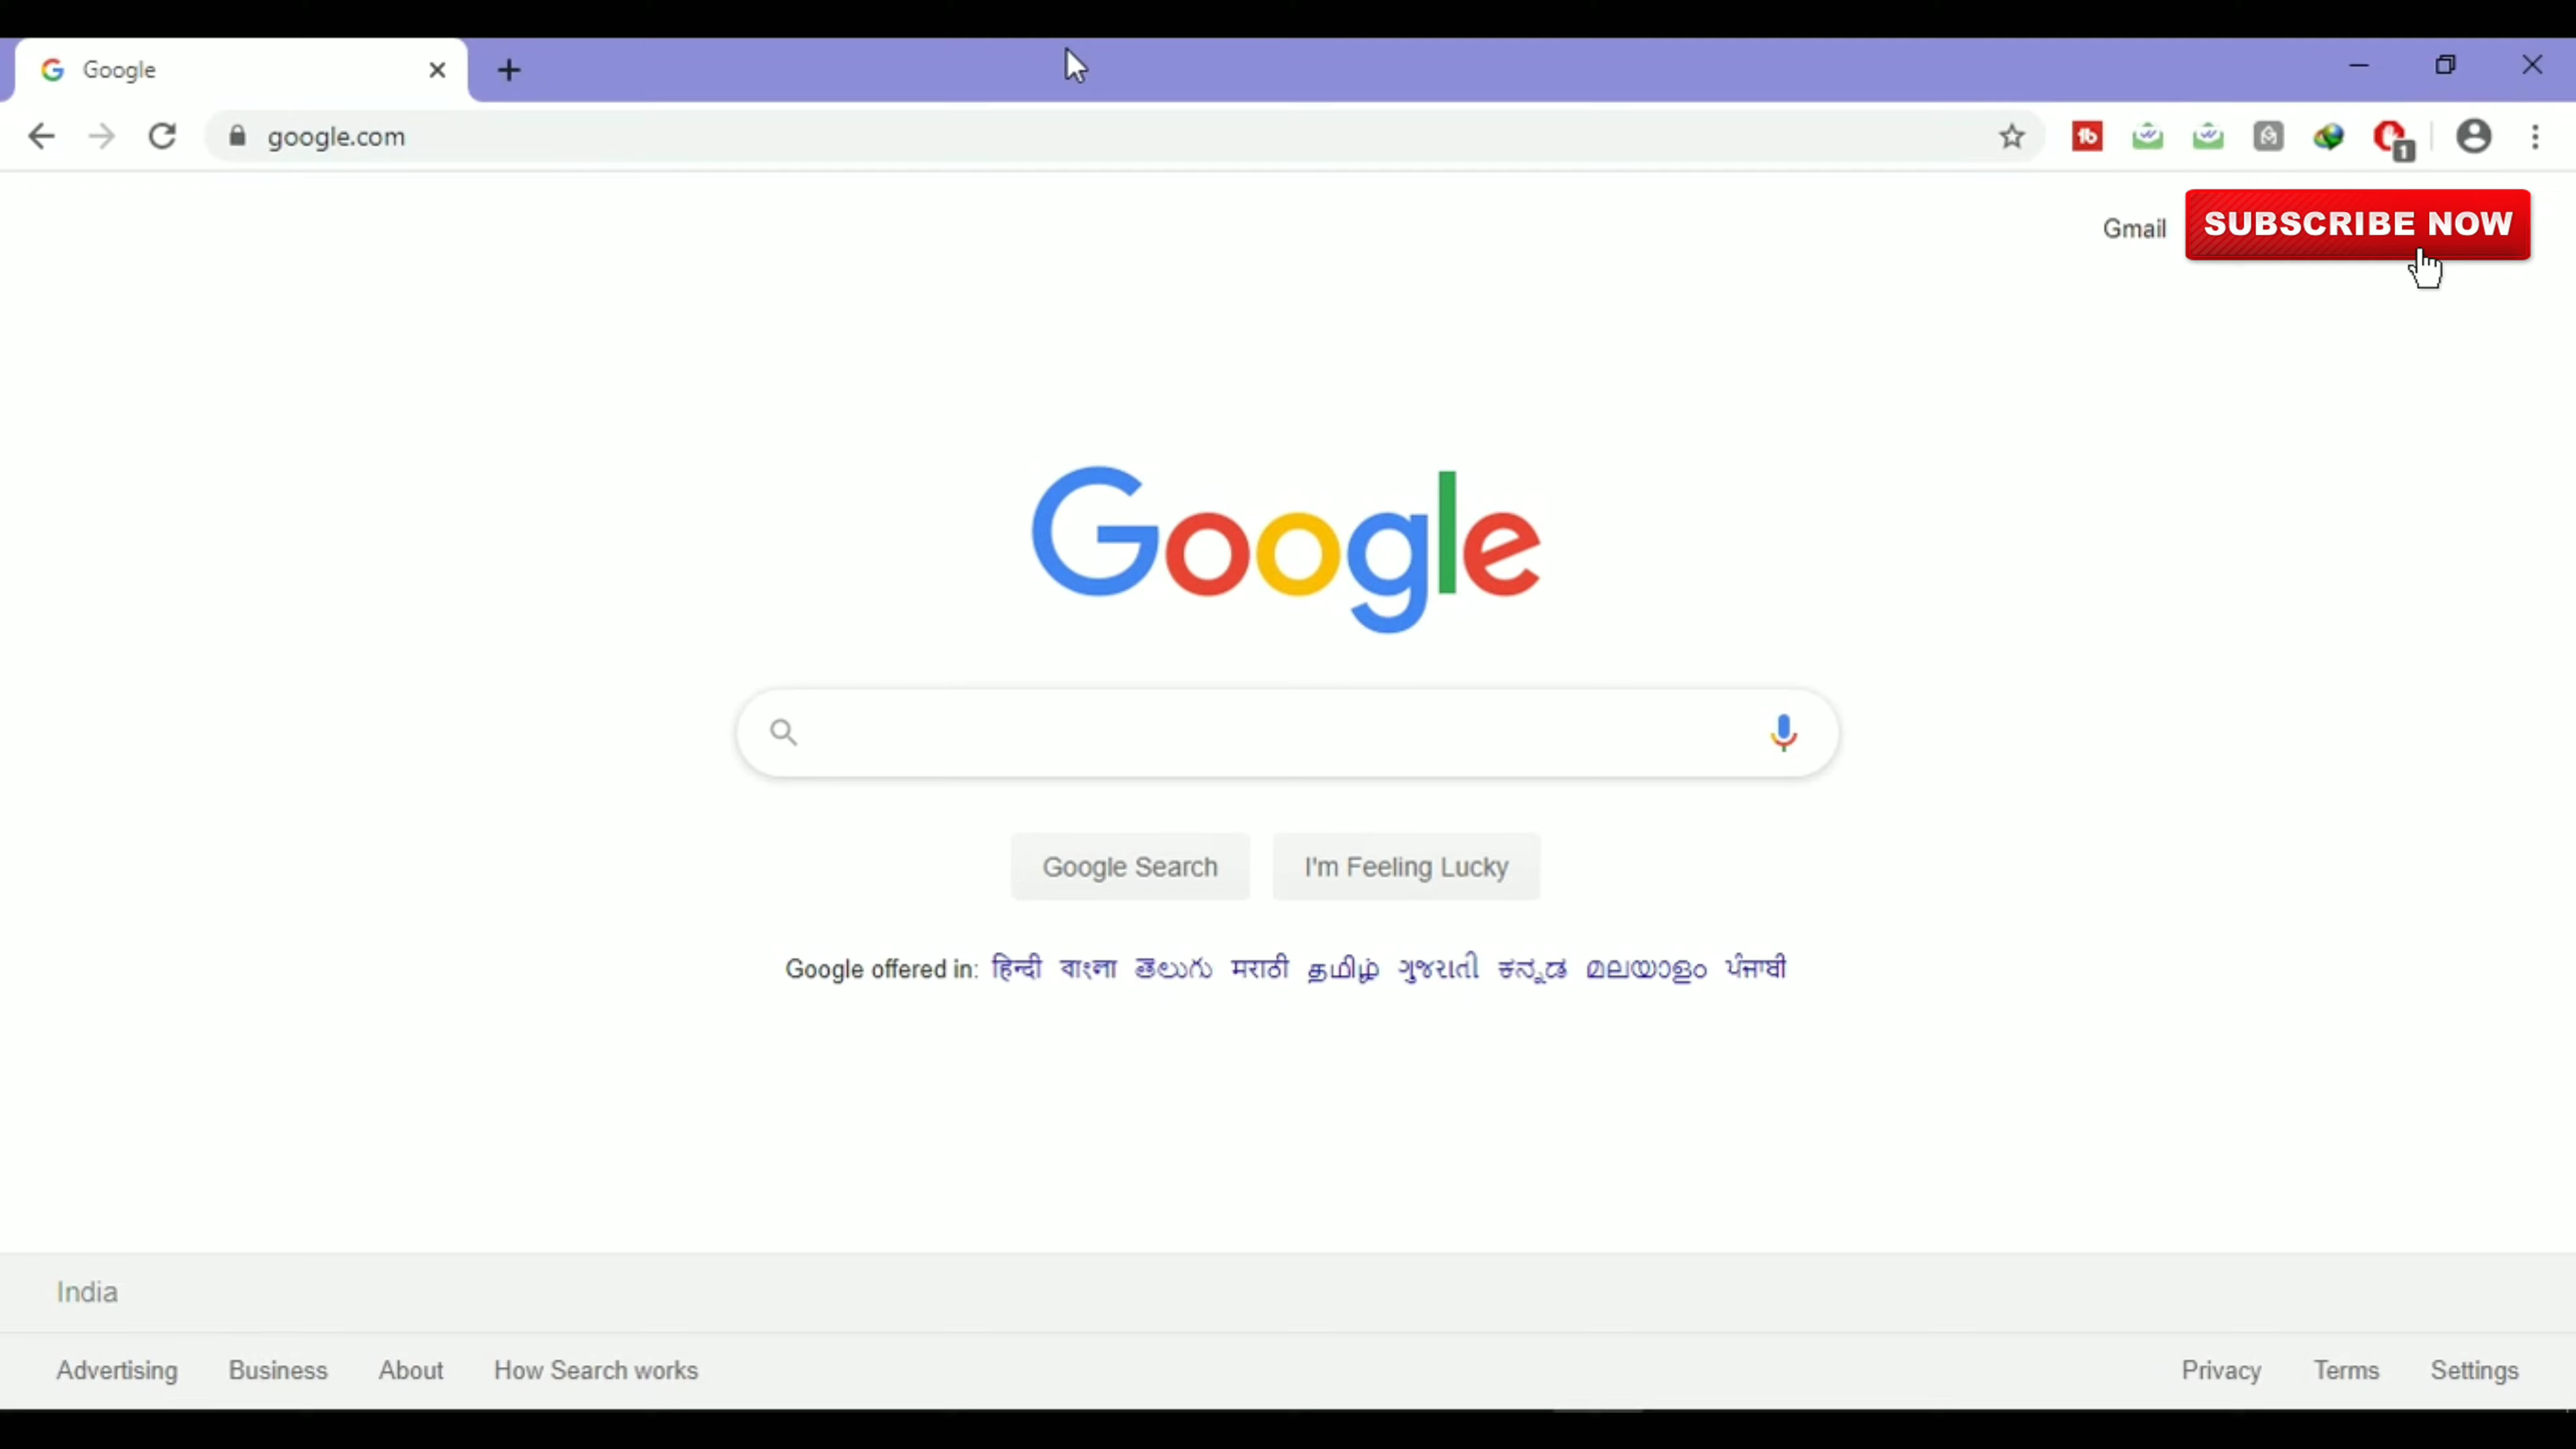 Google
google.com
1
Gmail
SUBSCRIBE NOW
Google
Google Search
I'm Feeling Lucky
Google offered in: हिन्दी বাংলা తెలుగు मराठी தமிழ் ગુજરાતી ಕನ್ನಡ മലയാളം ਪੰਜਾਬੀ
India
Advertising Business About How Search works Privacy Terms Settings